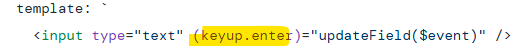 template: `
<input type="text" (keyup.enter)="updateField($event)" />